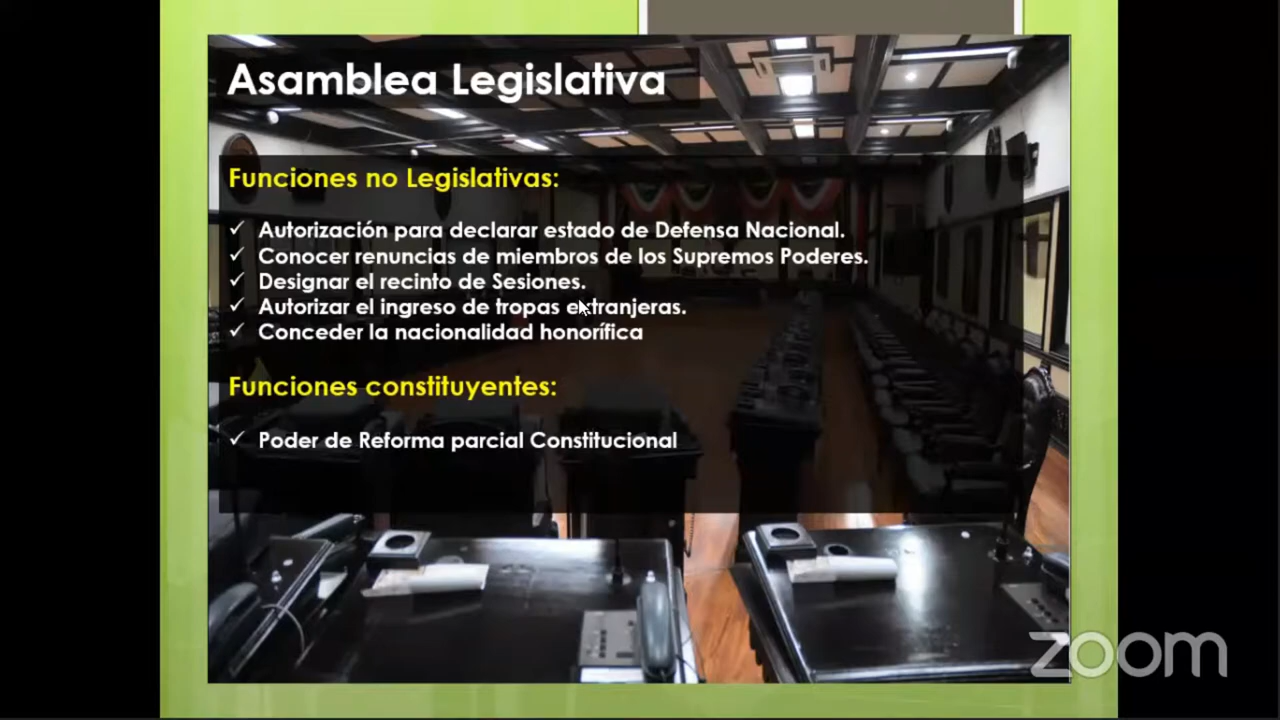 Asamblea Legislativa
Funciones no Legislativas:
✓ Autorización para declarar estado de Defensa Nacional.
✓ Conocer renuncias de miembros de los Supremos Poderes.
✓ Designar el recinto de Sesiones.
✓ Autorizar el ingreso de tropas extranjeras.
✓ Conceder la nacionalidad honorífica
Funciones constituyentes:
✓ Poder de Reforma parcial Constitucional
zoom